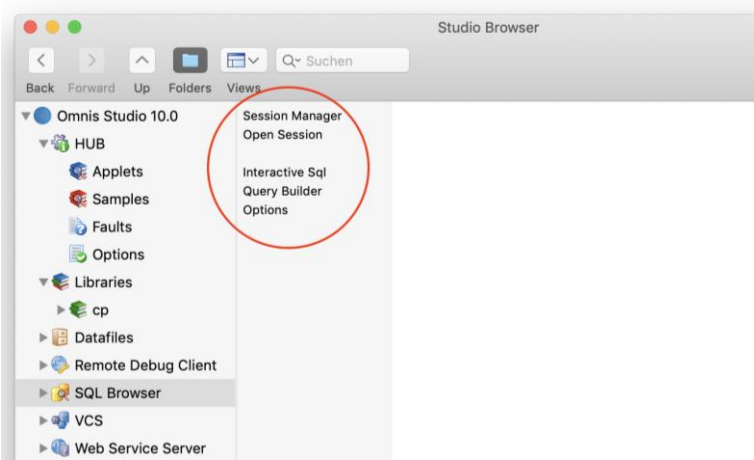 Studio Browser
Suchen
Back Forward Up Folders Views
Omnis Studio 10.0
HUB
Applets
Samples
Faults
Options
Libraries
cp
Datafiles
Remote Debug Client
SQL Browser
VCS
Web Service Server
Session Manager
Open Session
Interactive Sql
Query Builder
Options